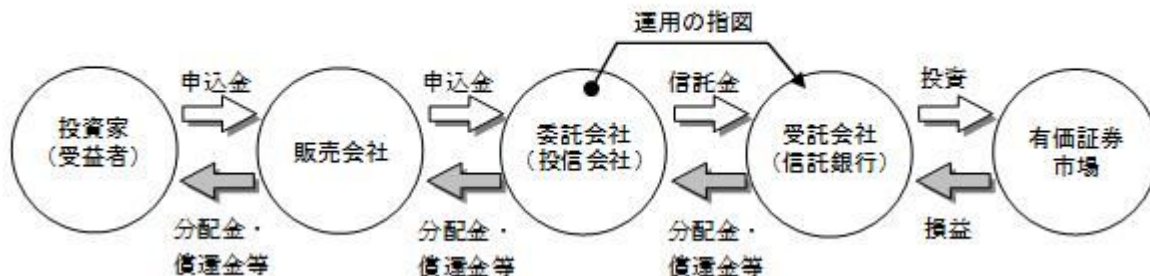 運用の指図
申込金
申込金
信託金
投資
投資家
（受益者）
販売会社
委託会社
（投信会社）
受託会社
（信託銀行）
有価証券
市場
分配金・
償還金等
分配金・
償還金等
分配金・
償還金等
損益